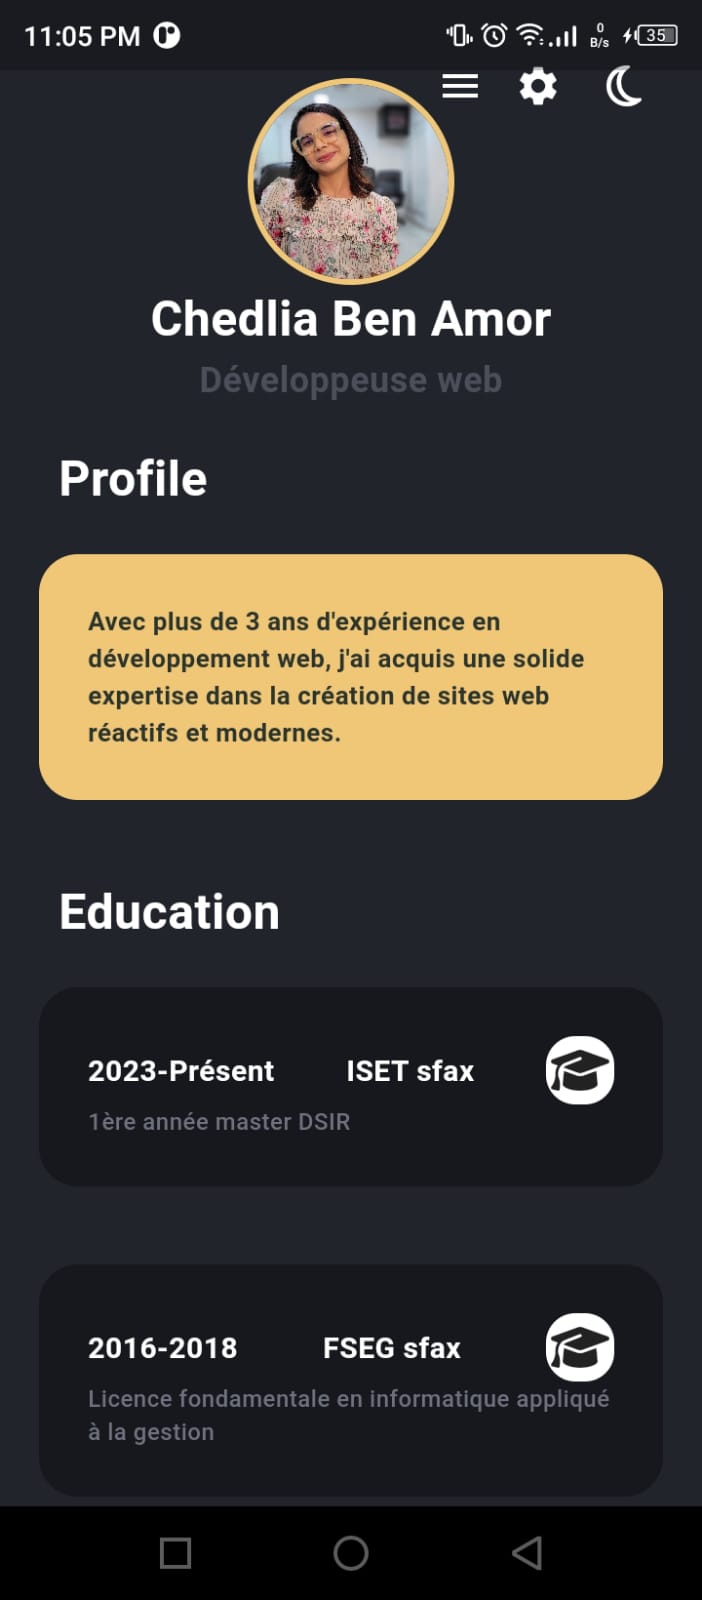 11:05 PM
0
B/s
35
Chedlia Ben Amor
Développeuse web
Profile
Avec plus de 3 ans d'expérience en
développement web, j'ai acquis une solide
expertise dans la création de sites web
réactifs et modernes.
Education
2023-Présent ISET sfax
1ère année master DSIR
2016-2018 FSEG sfax
Licence fondamentale en informatique appliqué
à la gestion